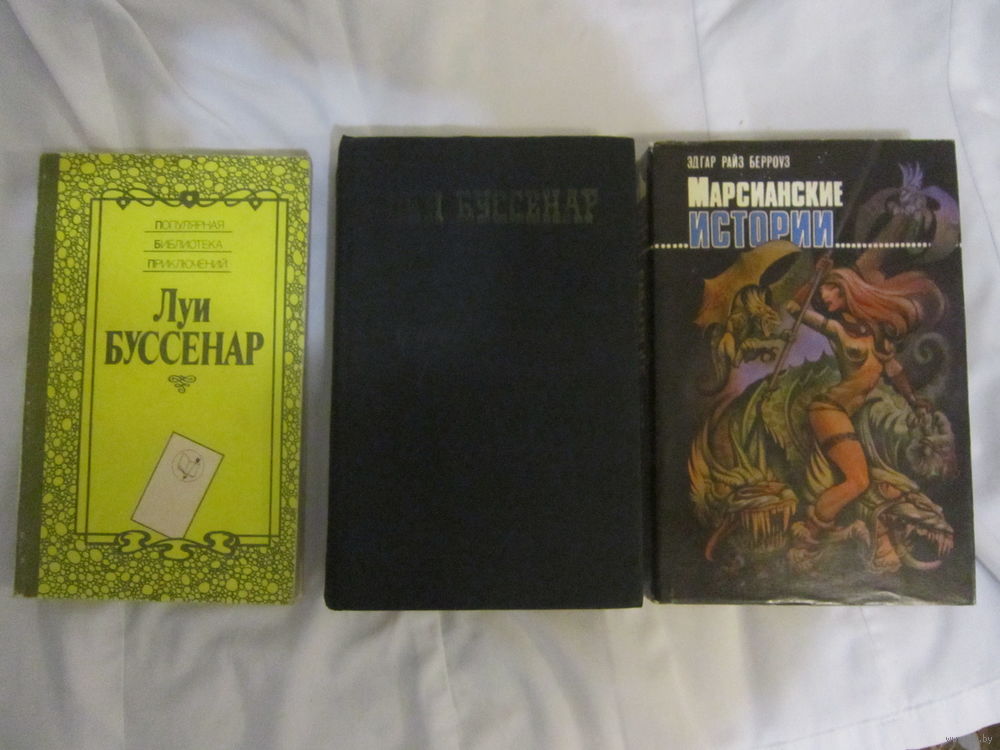 ПОПУЛЯРНАЯ
БИБЛИОТЕКА
ПРИКЛЮЧЕНИЙ
Луи
БУССЕНАР
БУССЕНАР
ЭДГАР РАЙЗ БЕРРОУЗ
МАРСИАНСКИЕ
ИСТОРИИ